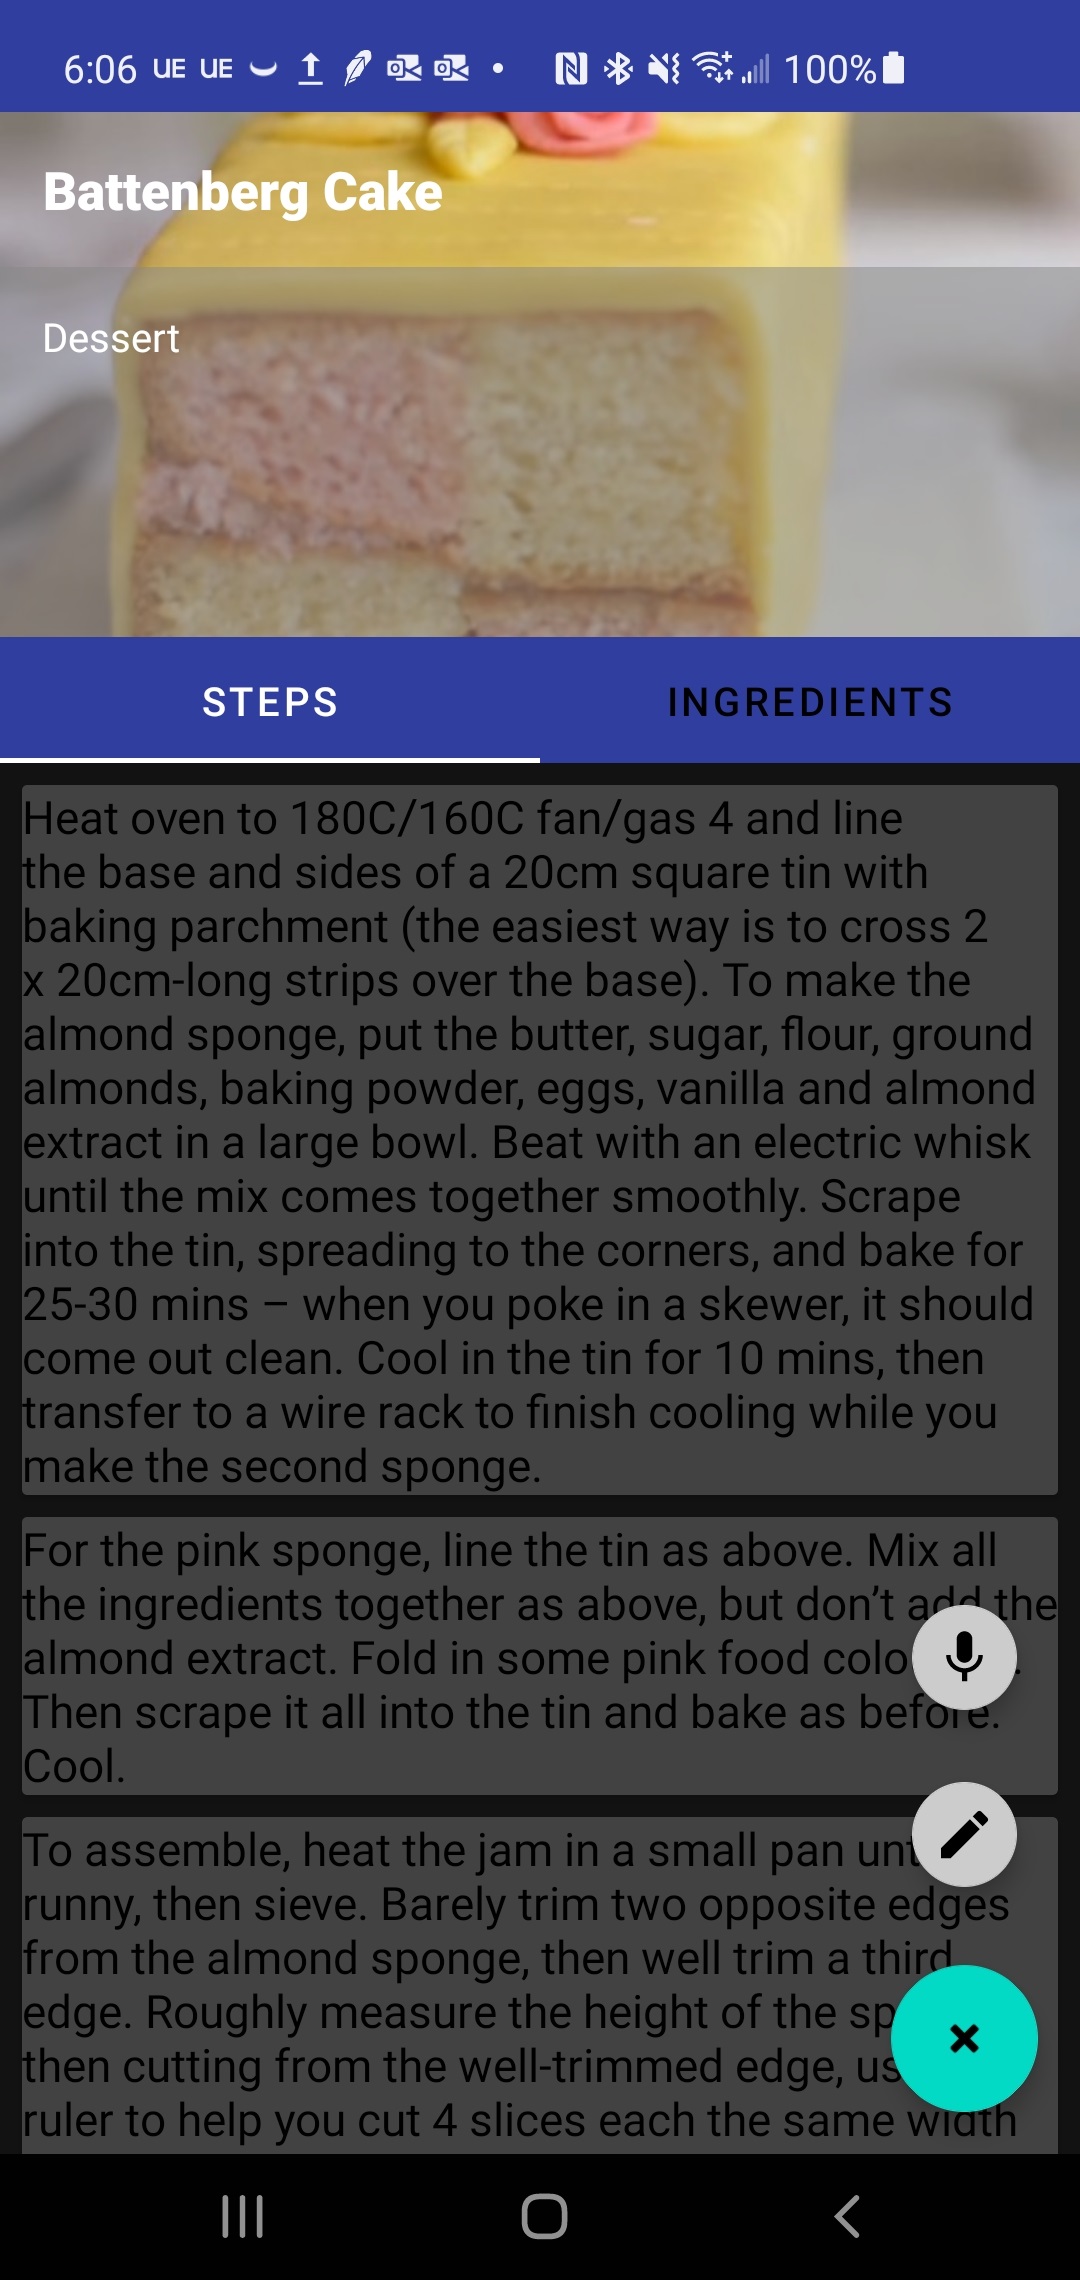 6:06 UE UE 100%
Battenberg Cake
Dessert
STEPS INGREDIENTS
Heat oven to 180C/160C fan/gas 4 and line
the base and sides of a 20cm square tin with
baking parchment (the easiest way is to cross 2
x 20cm-long strips over the base). To make the
almond sponge, put the butter, sugar, flour, ground
almonds, baking powder, eggs, vanilla and almond
extract in a large bowl. Beat with an electric whisk
until the mix comes together smoothly. Scrape
into the tin, spreading to the corners, and bake for
25-30 mins – when you poke in a skewer, it should
come out clean. Cool in the tin for 10 mins, then
transfer to a wire rack to finish cooling while you
make the second sponge.
For the pink sponge, line the tin as above. Mix all
the ingredients together as above, but don’t add the
almond extract. Fold in some pink food
Then scrape it all into the tin and bake as before.
Cool.
To assemble, heat the jam in a small pan
runny, then sieve. Barely trim two opposite edges
from the almond sponge, then well trim a third
edge. Roughly measure the height of the
then cutting from the well-trimmed edge,
ruler to help you cut 4 slices each the same width